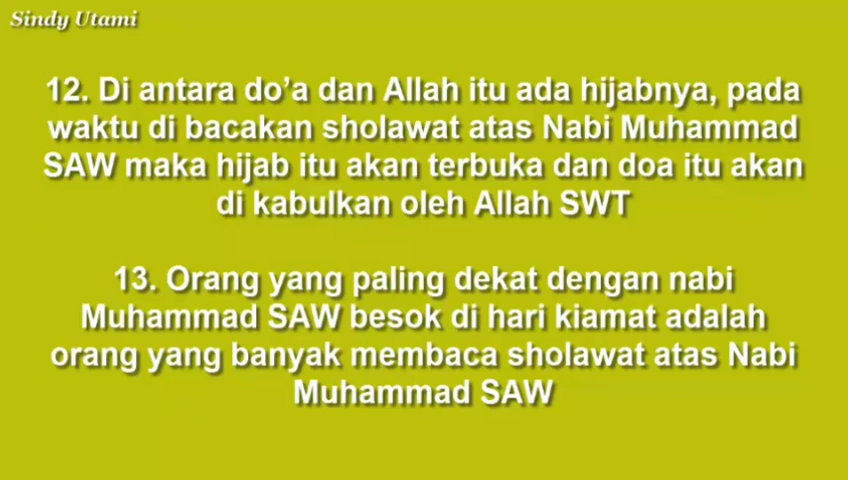 Sindy Utami
12. Di antara do’a dan Allah itu ada hijabnya, pada
waktu di bacakan sholawat atas Nabi Muhammad
SAW maka hijab itu akan terbuka dan doa itu akan
di kabulkan oleh Allah SWT
13. Orang yang paling dekat dengan nabi
Muhammad SAW besok di hari kiamat adalah
orang yang banyak membaca sholawat atas Nabi
Muhammad SAW